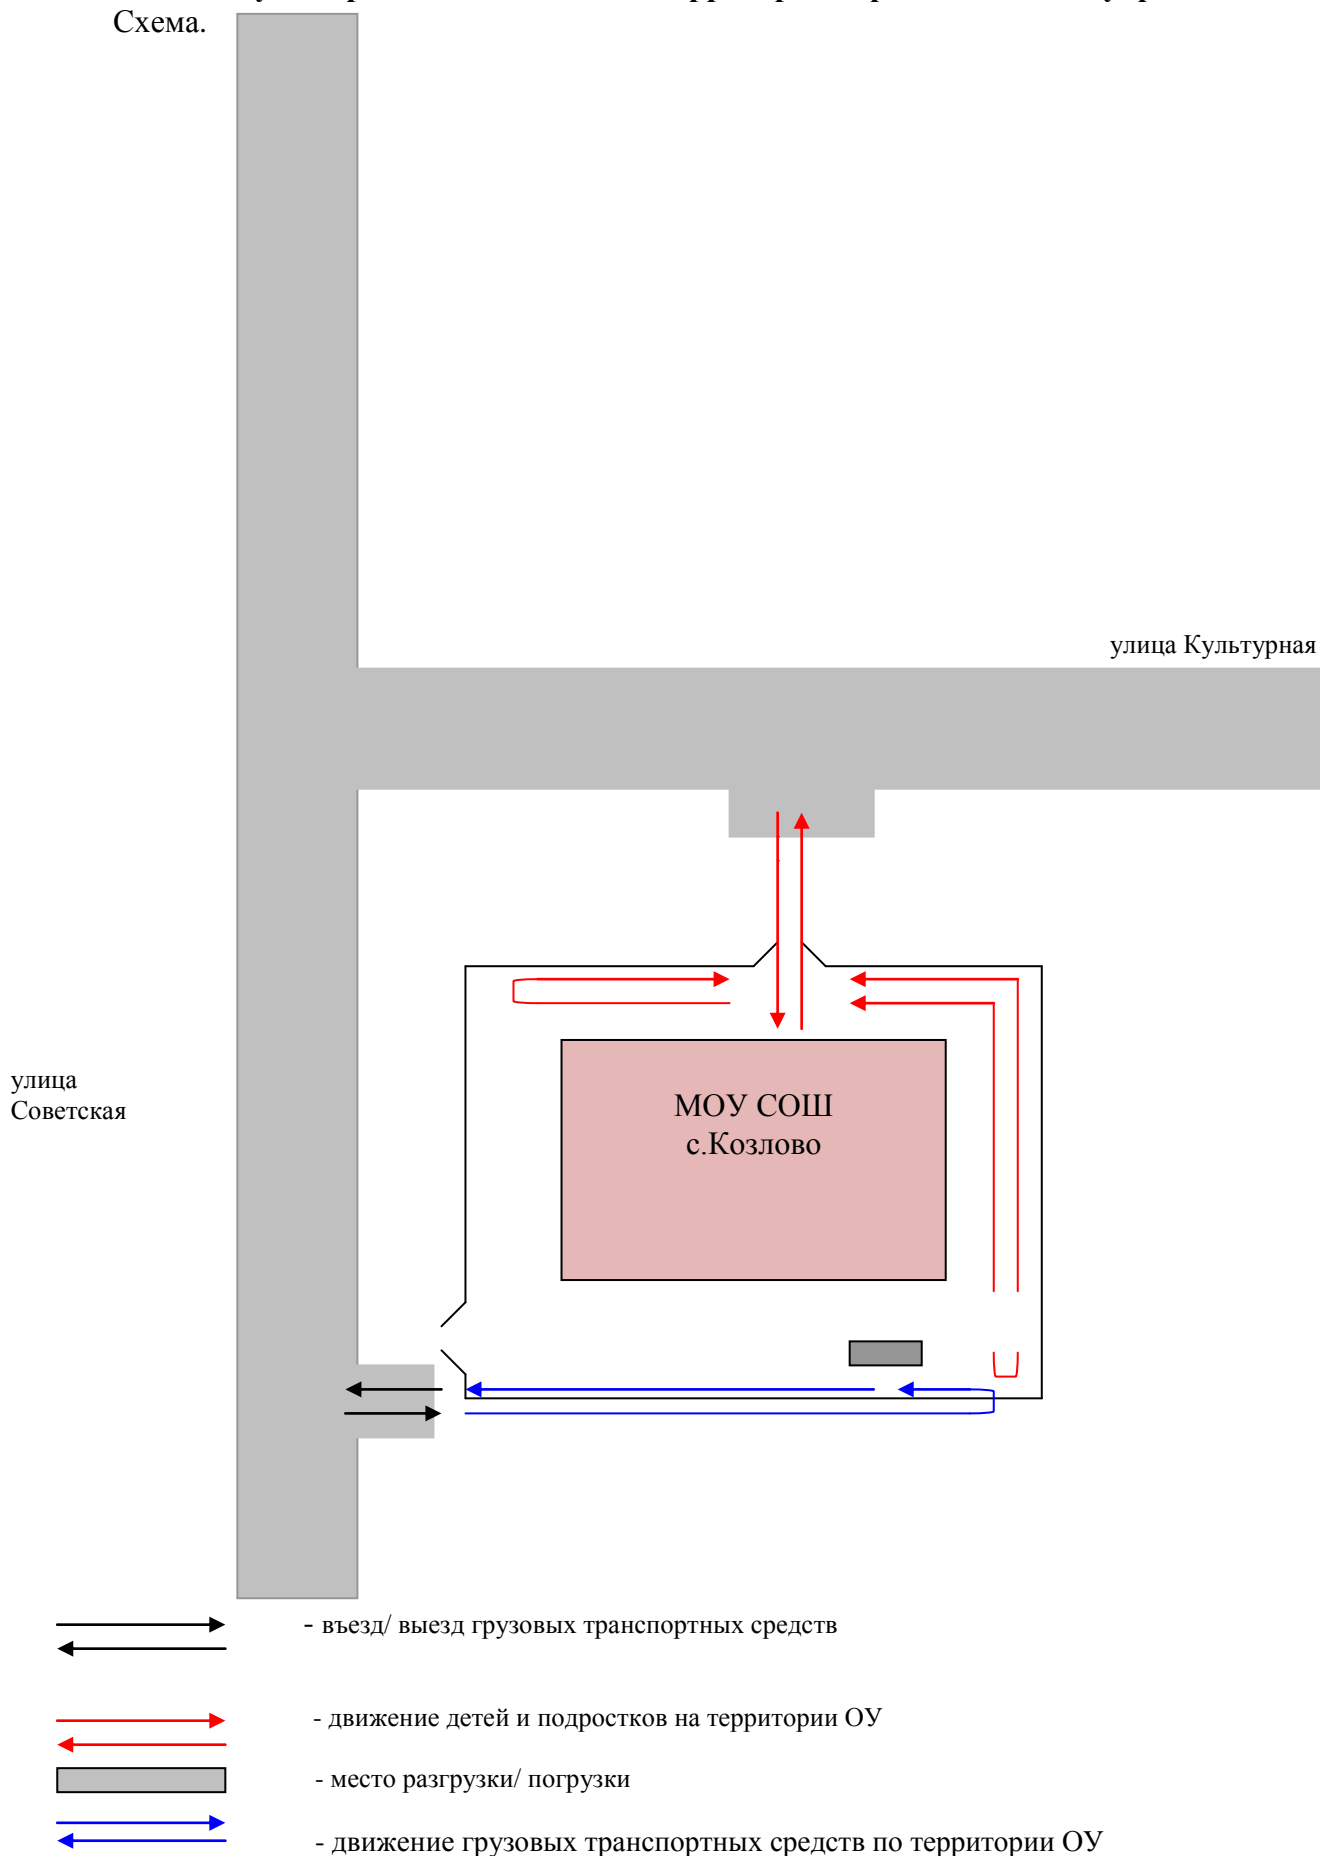 Схема.
улица Культурная
улица
Советская
МОУ СОШ
с.Козлово
- въезд/ выезд грузовых транспортных средств
- движение детей и подростков на территории ОУ
- место разгрузки/ погрузки
- движение грузовых транспортных средств по территории ОУ